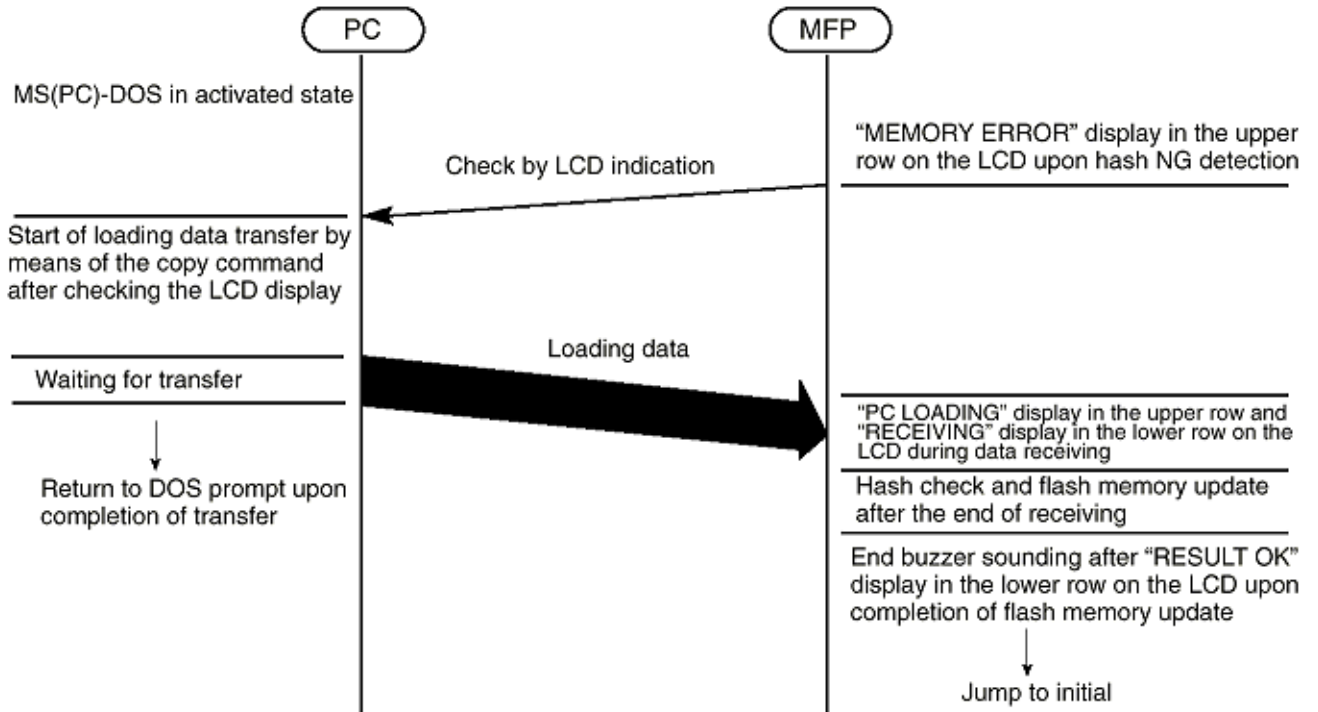 PC
MFP
MS(PC)-DOS in activated state
“MEMORY ERROR” display in the upper
row on the LCD upon hash NG detection
Check by LCD indication
Start of loading data transfer by
means of the copy command
after checking the LCD display
Loading data
Waiting for transfer
“PC LOADING” display in the upper row and
“RECEIVING” display in the lower row on the
LCD during data receiving
Return to DOS prompt upon
completion of transfer
Hash check and flash memory update
after the end of receiving
End buzzer sounding after “RESULT OK”
display in the lower row on the LCD upon
completion of flash memory update
Jump to initial